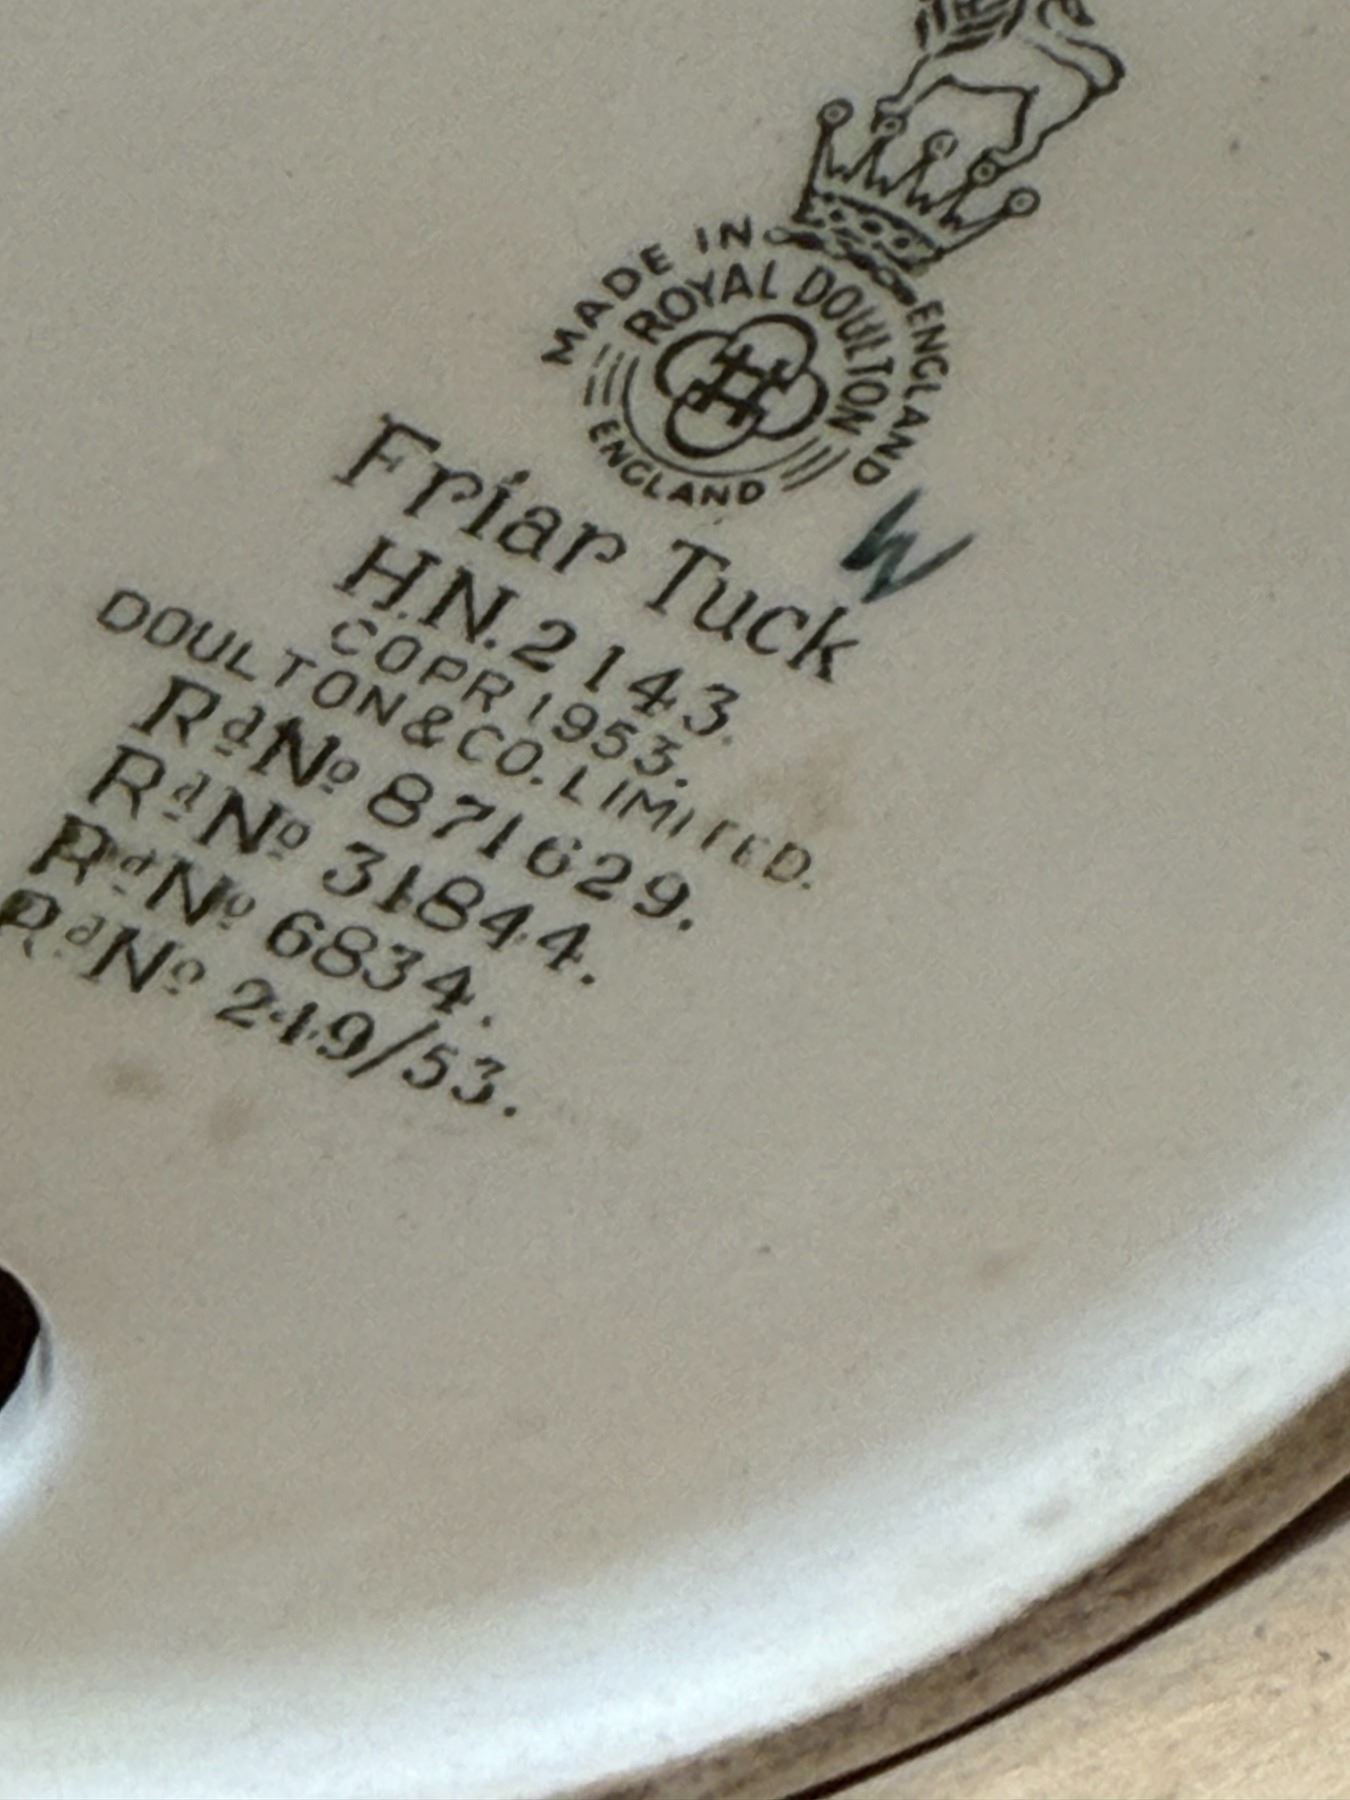 MADE IN ENGLAND
ROYAL DOULTON
ENGLAND
Friar Tuck
H.N.2143.
COPR 1953.
DOULTON & CO. LIMITED.
Rd No 871629.
Rd No 31844.
Rd No 6834.
Rd No 219/53.